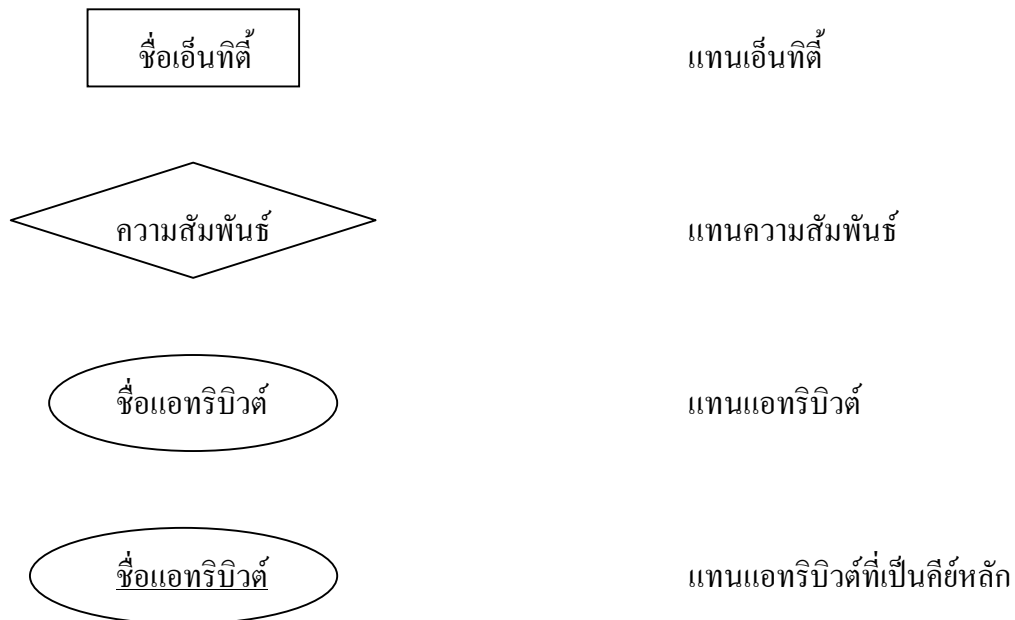 ชื่อเอ็นทิตี้ แทนเอ็นทิตี้
ความสัมพันธ์ แทนความสัมพันธ์
ชื่อแอทริบิวต์ แทนแอทริบิวต์
ชื่อแอทริบิวต์ แทนแอทริบิวต์ที่เป็นคีย์หลัก